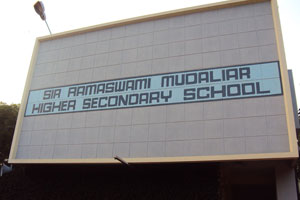 SIR RAMASWAMI MUDALIAR
HIGHER SECONDARY SCHOOL